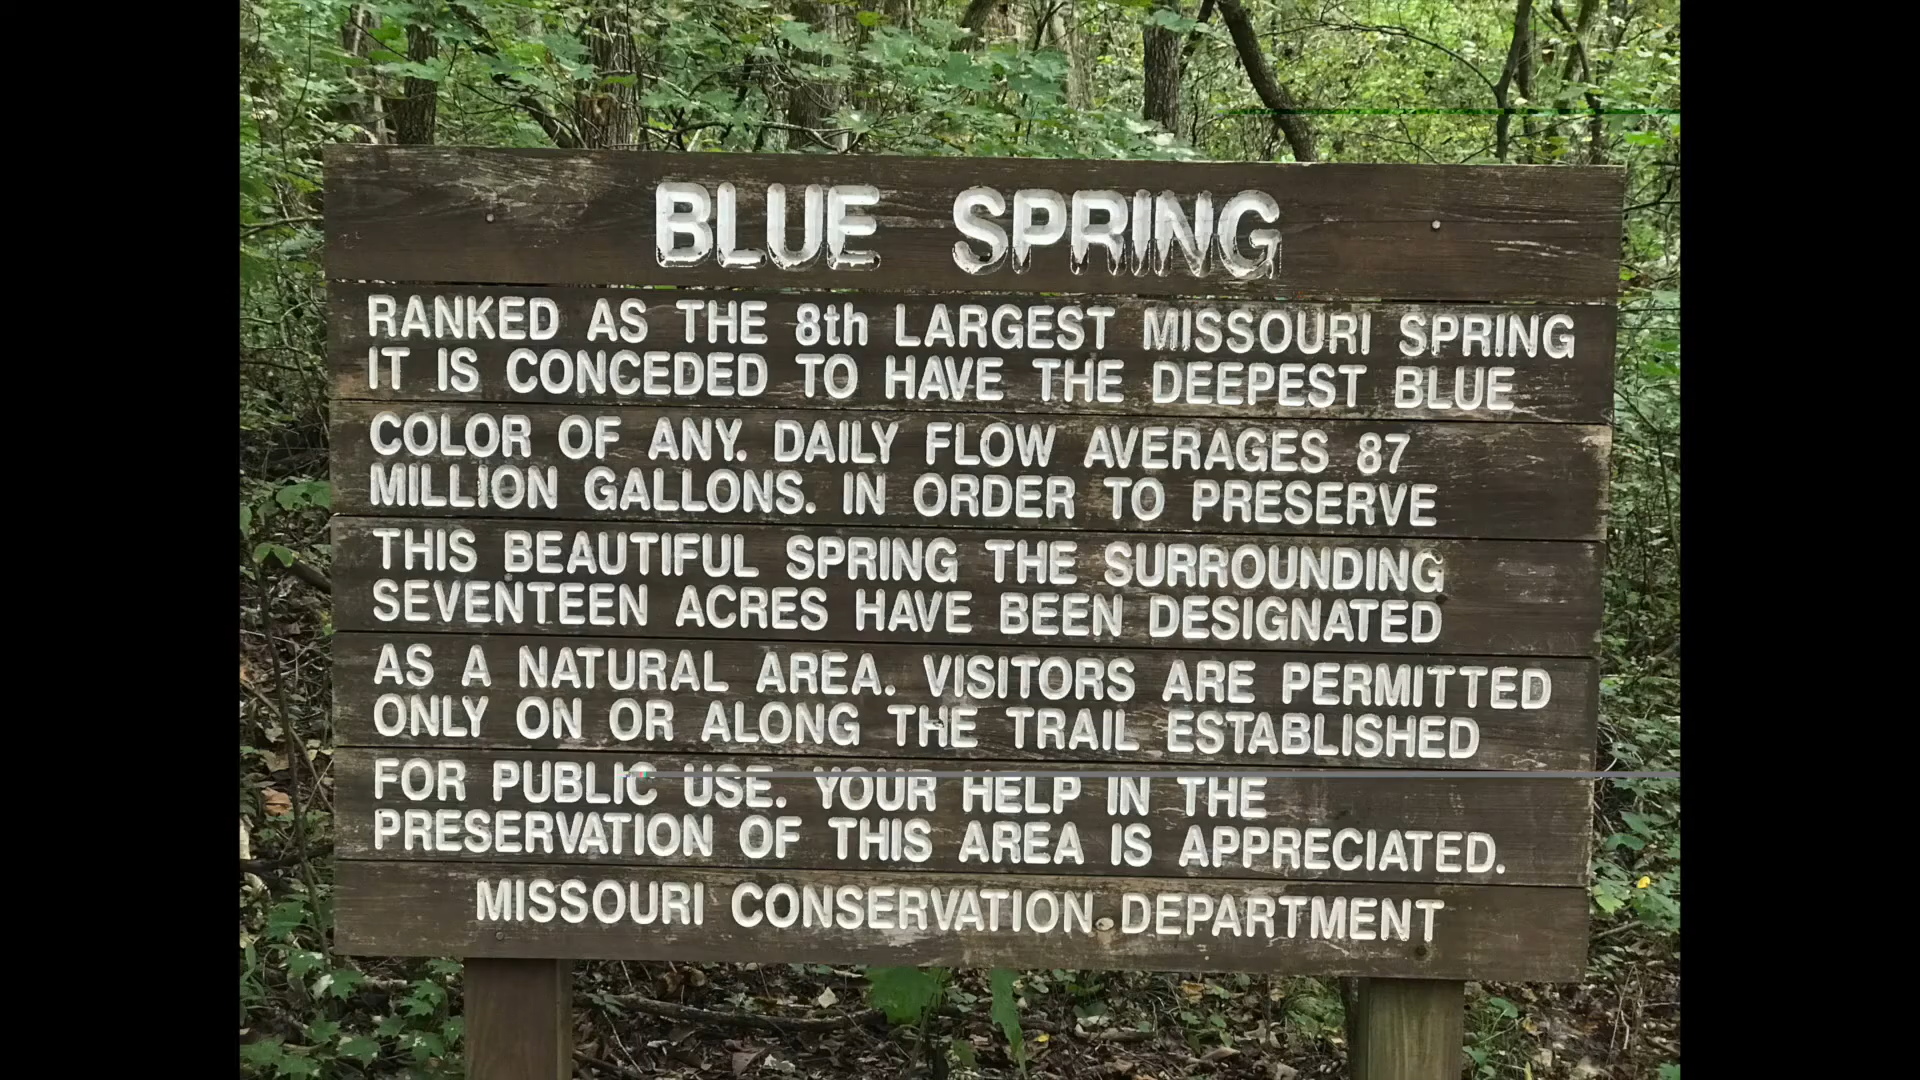 BLUE SPRING
RANKED AS THE 8th LARGEST MISSOURI SPRING
IT IS CONCEDED TO HAVE THE DEEPEST BLUE
COLOR OF ANY. DAILY FLOW AVERAGES 87
MILLION GALLONS. IN ORDER TO PRESERVE
THIS BEAUTIFUL SPRING THE SURROUNDING
SEVENTEEN ACRES HAVE BEEN DESIGNATED
AS A NATURAL AREA. VISITORS ARE PERMITTED
ONLY ON OR ALONG THE TRAIL ESTABLISHED
FOR PUBLIC USE. YOUR HELP IN THE
PRESERVATION OF THIS AREA IS APPRECIATED.
MISSOURI CONSERVATION DEPARTMENT